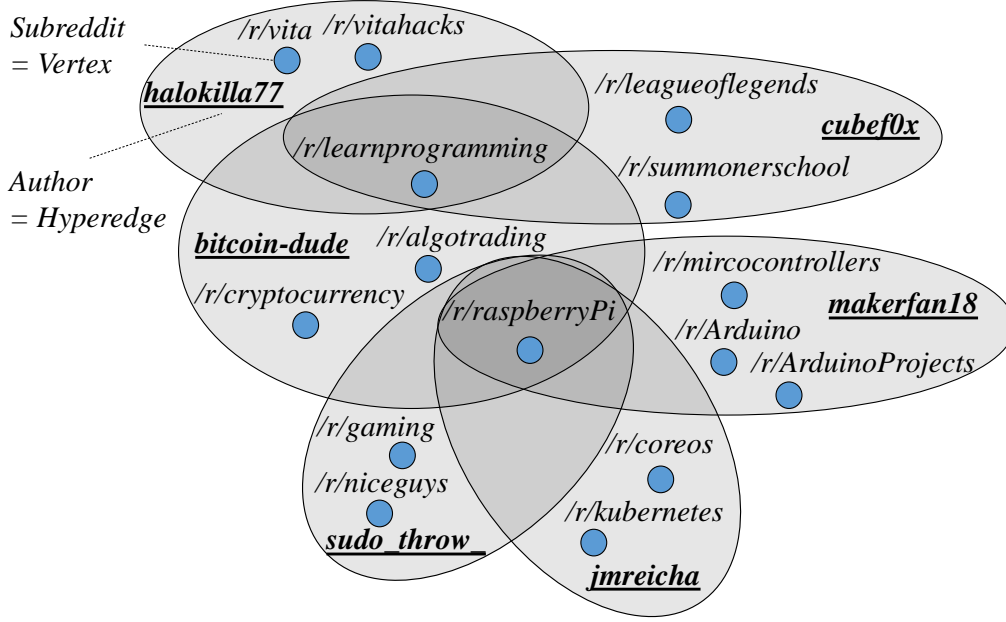 Subreddit
= Vertex
/r/vita
/r/vitahacks
halokilla77
/r/leagueoflegends
cubef0x
/r/learnprogramming
/r/summonerschool
Author
= Hyperedge
bitcoin-dude
/r/algotrading
/r/mircocontrollers
/r/cryptocurrency
makerfan18
/r/raspberryPi
/r/Arduino
/r/ArduinoProjects
/r/gaming
/r/coreos
/r/niceguys
/r/kubernetes
sudo_throw_
jmreicha